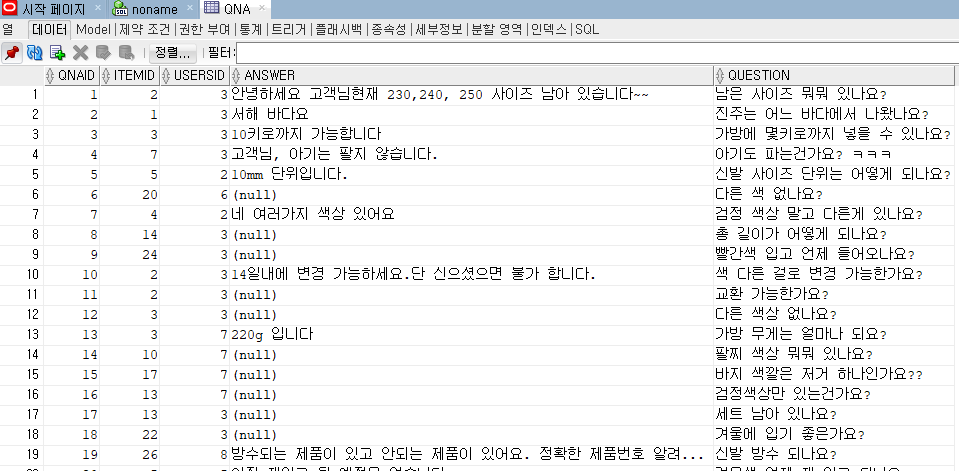 시작 페이지 noname QNA
열 데이터 Model 제약 조건 권한 부여 통계 트리거 플래시백 종속성 세부정보 분할 영역 인덱스 SQL
정렬... 필터:
QNAID ITEMID USERSID ANSWER QUESTION
1 1 2 3 안녕하세요 고객님현재 230,240, 250 사이즈 남아 있습니다~~ 남은 사이즈 뭐뭐 있나요?
2 2 1 3 서해 바다요 진주는 어느 바다에서 나왔나요?
3 3 3 3 10키로까지 가능합니다 가방에 몇키로까지 넣을 수 있나요?
4 4 7 3 고객님, 아기는 팔지 않습니다. 아기도 파는건가요? ㅋㅋㅋ
5 5 5 2 10mm 단위입니다. 신발 사이즈 단위는 어떻게 되나요?
6 6 20 6 (null) 다른 색 없나요?
7 7 4 2 네 여러가지 색상 있어요 검정 색상 말고 다른게 있나요?
8 8 14 3 (null) 총 길이가 어떻게 되나요?
9 9 24 3 (null) 빨간색 입고 언제 들어오나요?
10 10 2 3 14일내에 변경 가능하세요.단 신으셨으면 불가 합니다. 색 다른 걸로 변경 가능한가요?
11 11 2 3 (null) 교환 가능한가요?
12 12 3 3 (null) 다른 색상 없나요?
13 13 3 7 220g 입니다 가방 무게는 얼마나 되요?
14 14 10 7 (null) 팔찌 색상 뭐뭐 있나요?
15 15 17 7 (null) 바지 색깔은 저거 하나인가요??
16 16 13 7 (null) 검정색상만 있는건가요?
17 17 13 3 (null) 세트 남아 있나요?
18 18 22 3 (null) 겨울에 입기 좋은가요?
19 19 26 8 방수되는 제품이 있고 안되는 제품이 있어요. 정확한 제품번호 알려... 신발 방수 되나요?